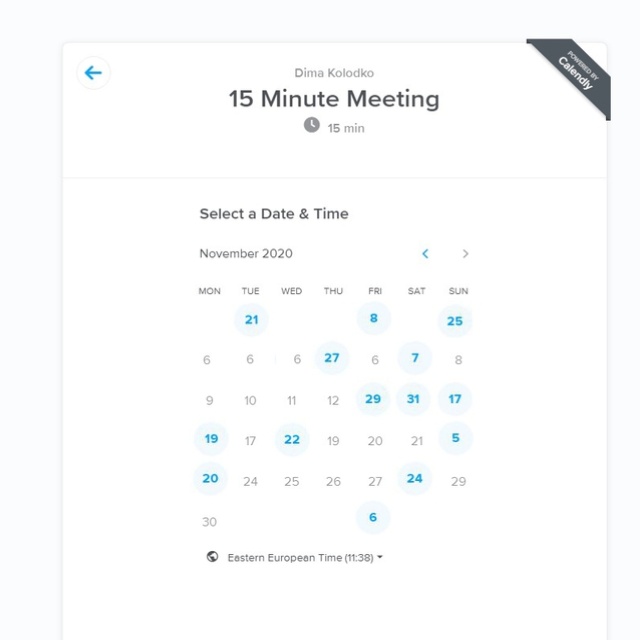 POWERED BY
Calendly
Dima Kolodko
15 Minute Meeting
15 min
Select a Date & Time
November 2020
MON TUE WED THU FRI SAT SUN
21 8 25
6 6 6 27 6 7 8
9 10 11 12 29 31 17
19 17 22 19 20 21 5
20 24 25 26 27 24 29
30 6
Eastern European Time (11:38)